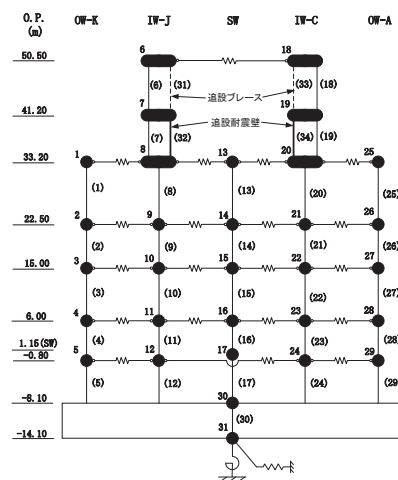 O.P. OW-K IW-J SW IW-C OW-A
(m)
50.50 6 18
(6) (31) (33) (18)
追設ブレース
41.20 7 19
追設耐震壁
(7) (32) (34) (19)
33.20 1 8 13 20 25
(1) (8) (13) (20) (25)
22.50 2 9 14 21 26
(2) (9) (14) (21) (26)
15.00 3 10 15 22 27
(3) (10) (15) (22) (27)
6.00 4 11 16 23 28
(4) (11) (16) (23) (28)
1.15(SW) 17
-0.80 5 12 24 29
(5) (12) (17) (24) (29
-8.10 30
(30)
-14.10 31